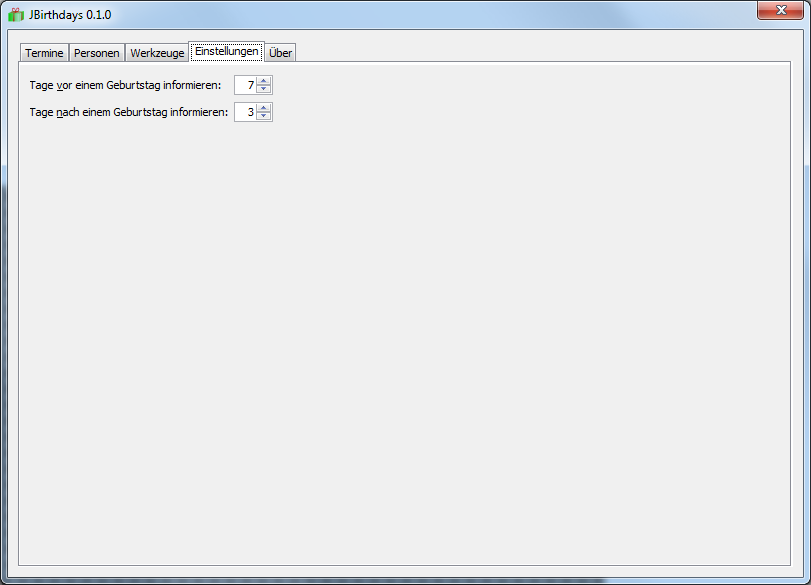 JBirthdays 0.1.0
Termine Personen Werkzeuge Einstellungen Über
Tage vor einem Geburtstag informieren: 7
Tage nach einem Geburtstag informieren: 3